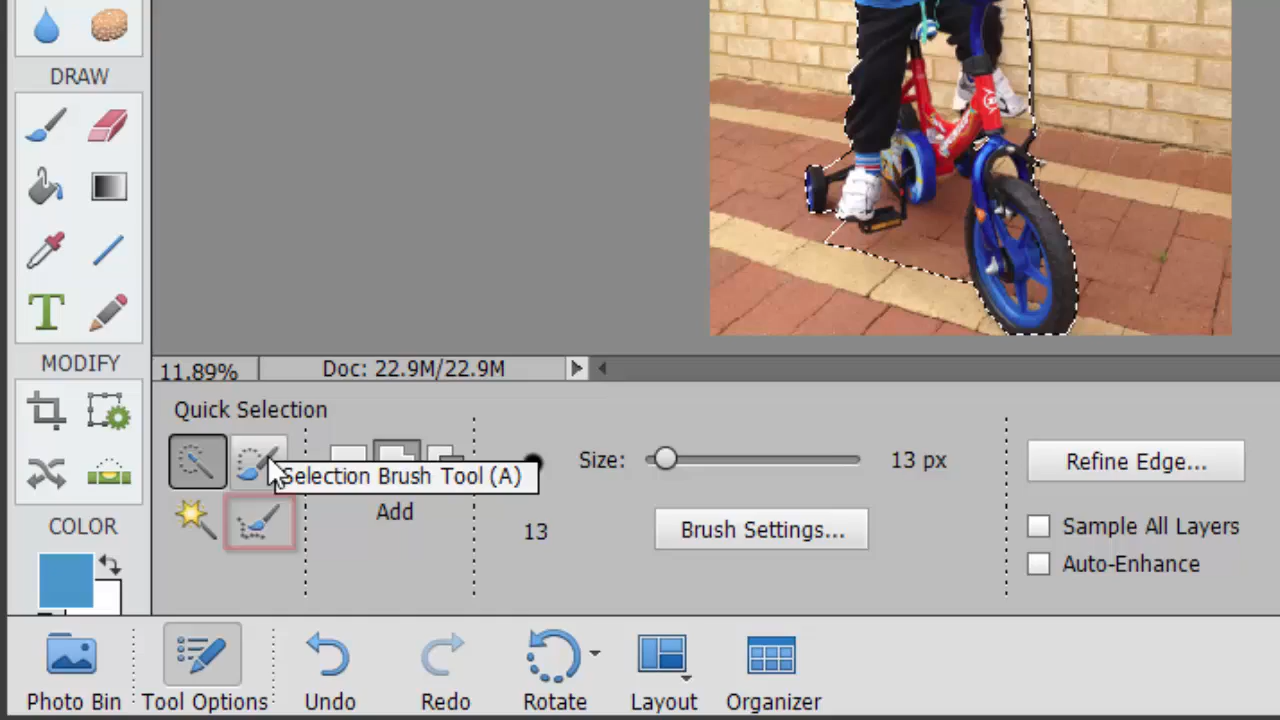 DRAW
T
MODIFY
11.89%
Doc: 22.9M/22.9M
Quick Selection
Selection Brush Tool (A)
Size:
13 px
Refine Edge...
Add
13
Brush Settings...
Sample All Layers
Auto-Enhance
COLOR
Photo Bin
Tool Options
Undo
Redo
Rotate
Layout
Organizer